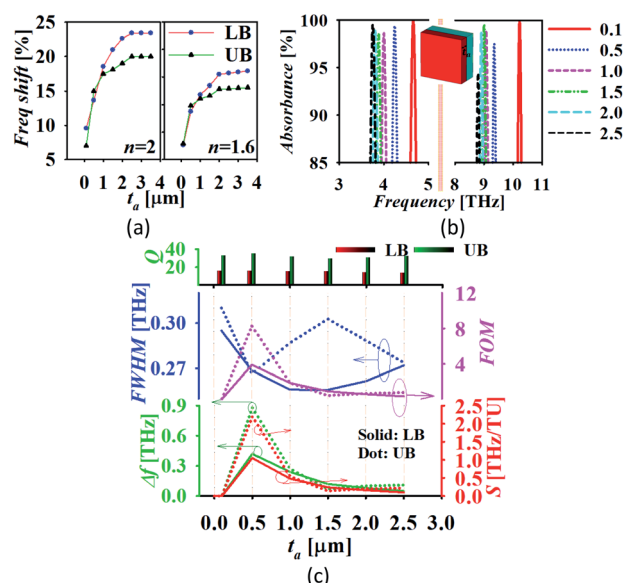 25
20
15
10
5
Freq shift [%]
LB
UB
LB
UB
n=2
n=1.6
0 1 2 3 4
0 1 2 3 4
t_a [μm]
(a)
100
95
90
85
Absorbance [%]
3 4 5 8 9 10 11
Frequency [THz]
0.1
0.5
1.0
1.5
2.0
2.5
(b)
40
20
Q
LB
UB
0.30
0.27
FWHM [THz]
12
8
4
FOM
0.9
0.6
0.3
0.0
Δf [THz]
2.5
2.0
1.5
1.0
0.5
0.0
S [THz/TU]
Solid: LB
Dot: UB
0.0 0.5 1.0 1.5 2.0 2.5 3.0
t_a [μm]
(c)